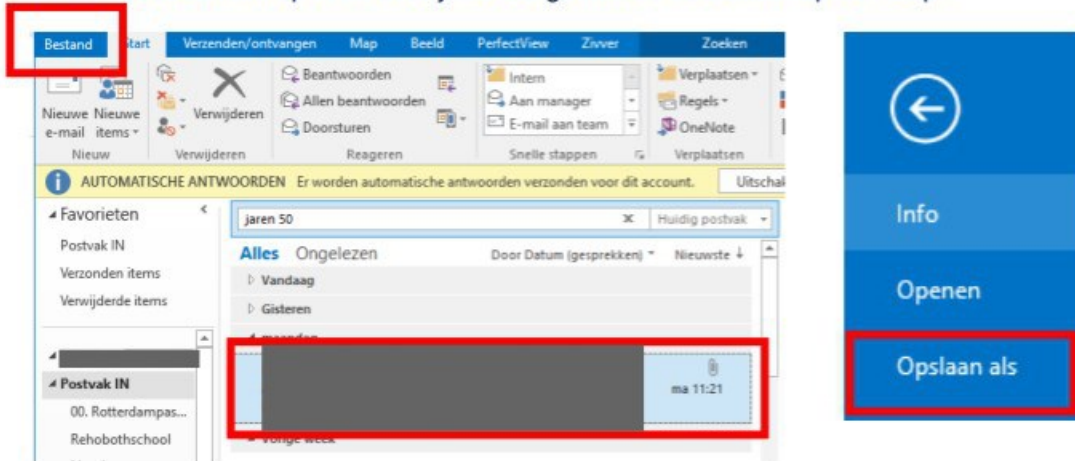 Bestand Start Verzenden/ontvangen Map Beeld PerfectView Zivver Zoeken
Nieuwe e-mail
Nieuwe items
Verwijderen
Beantwoorden
Allen beantwoorden
Doorsturen
Intern
Aan manager
E-mail aan team
Verplaatsen
Regels
OneNote
Nieuw Verwijderen Reageren Snelle stappen Verplaatsen
AUTOMATISCHE ANTWOORDEN Er worden automatische antwoorden verzonden voor dit account.
Favorieten
Postvak IN
Verzonden items
Verwijderde items
Postvak IN
00. Rotterdampas...
Rehobothschool
jaren 50 Huidig postvak
Alles Ongelezen Door Datum (gesprekken) Nieuwste ↓
Vandaag
Gisteren
maandag
ma 11:21
Vorige week
Info
Openen
Opslaan als